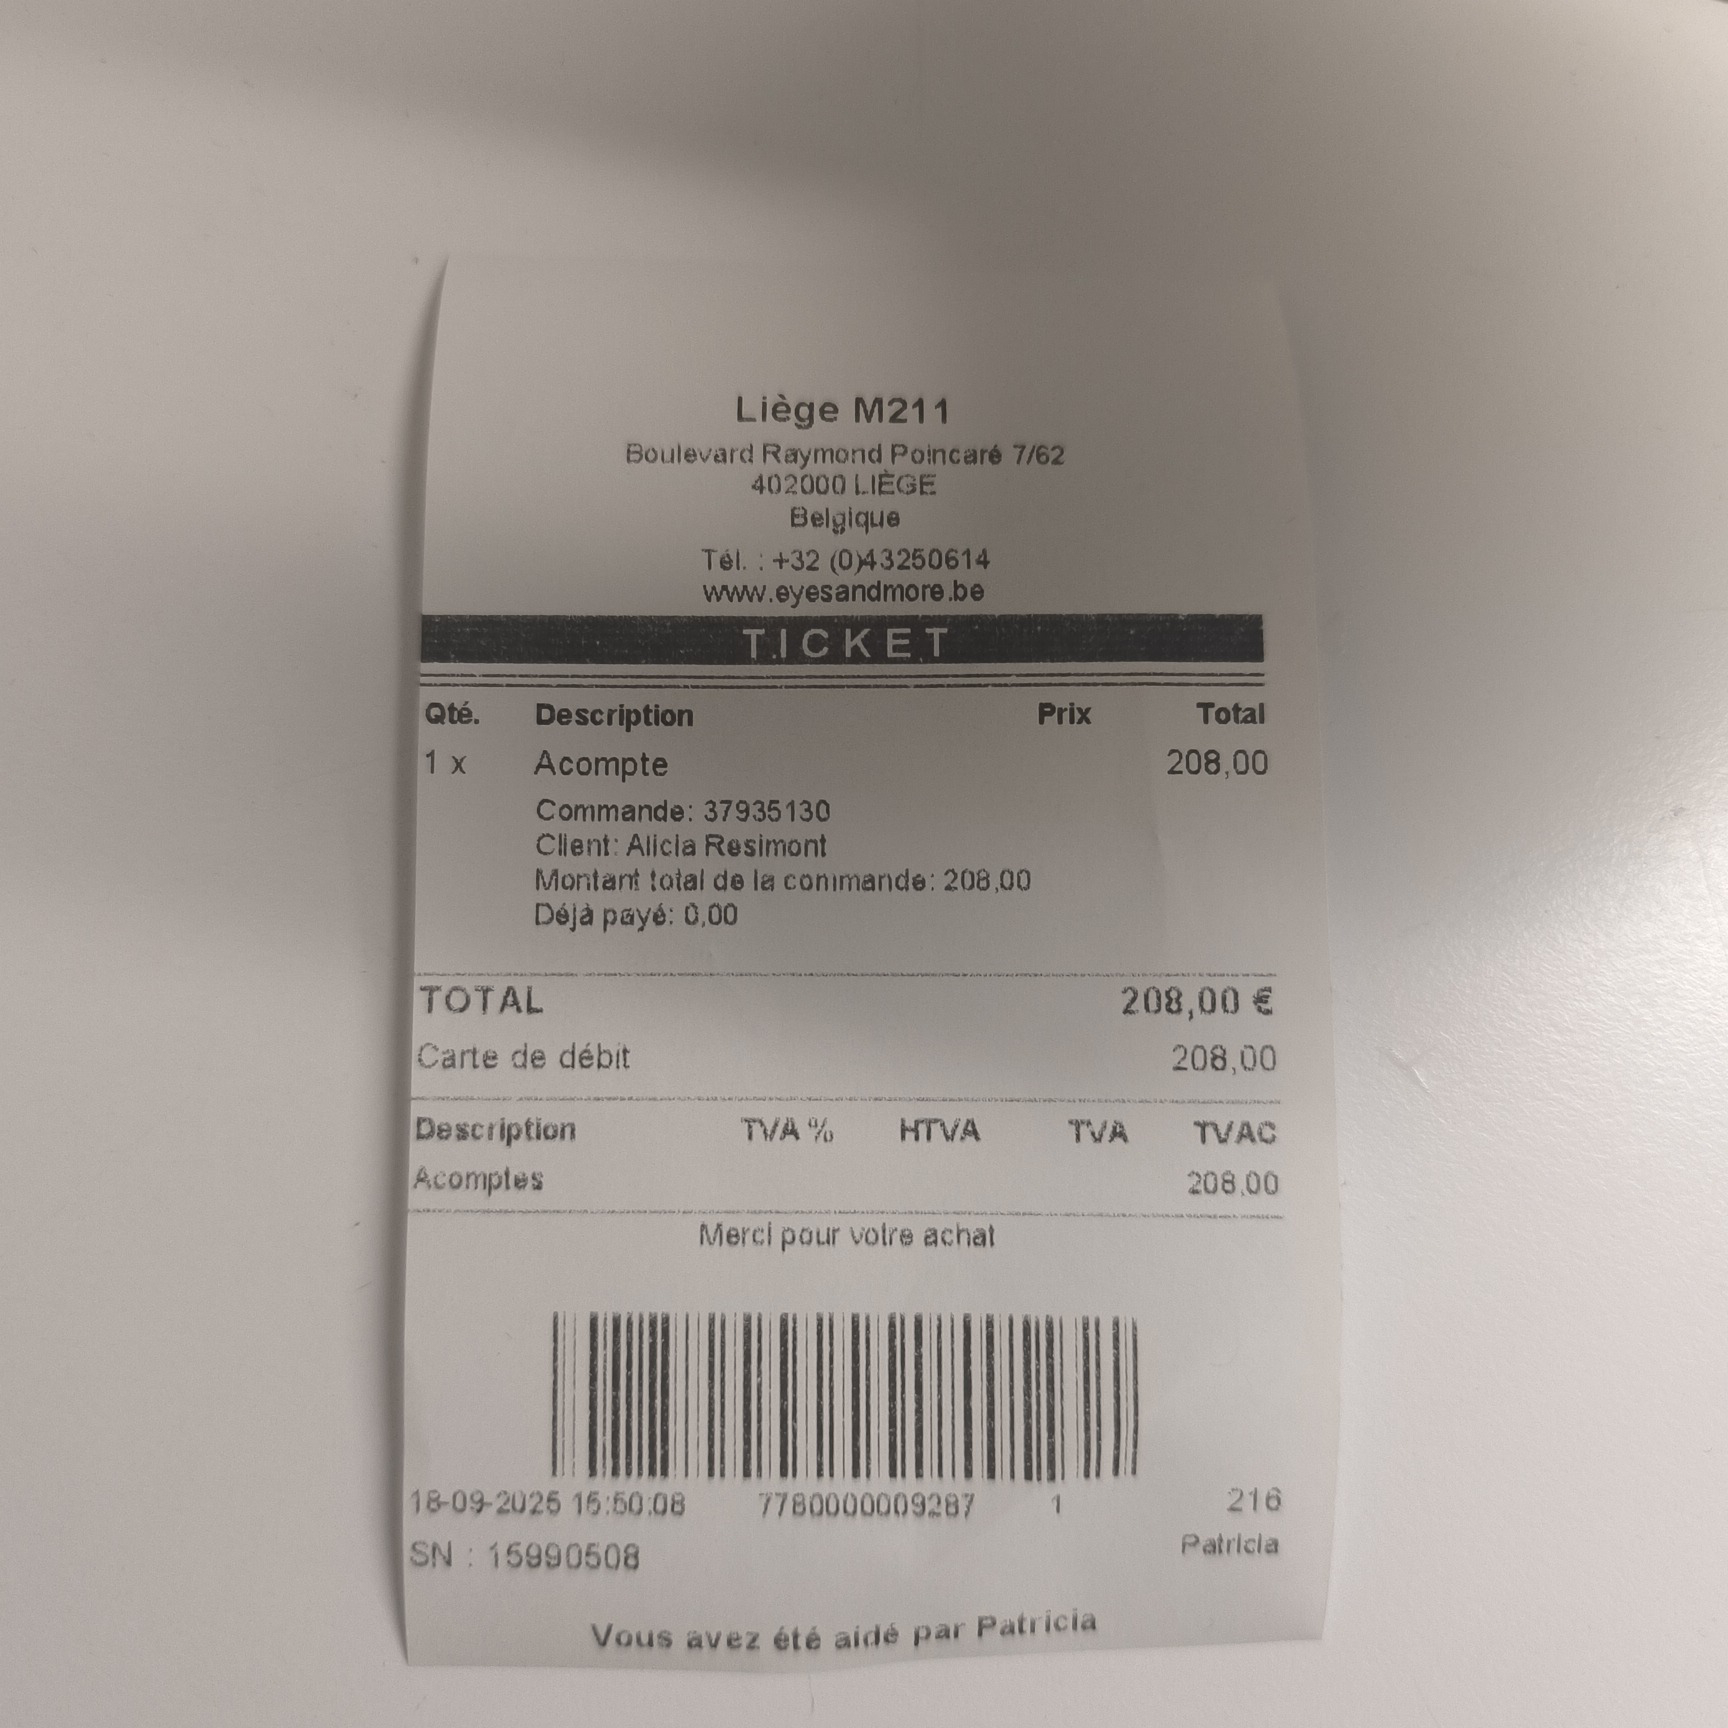 Liège M211
Boulevard Raymond Poincaré 7/62
402000 LIÈGE
Belgique
Tél. : +32 (0)43250614
www.eyesandmore.be
TICKET
Qté. Description Prix Total
1 x Acompte 208,00
Commande: 37935130
Client: Alicia Resimont
Montant total de la commande: 208,00
Déjà payé: 0,00
TOTAL 208,00 €
Carte de débit 208,00
Description TVA % HTVA TVA TVAC
Acomptes 208,00
Merci pour votre achat
18-09-2025 15:50:08 7780000009287 1 216
SN : 15990508 Patricia
Vous avez été aidé par Patricia